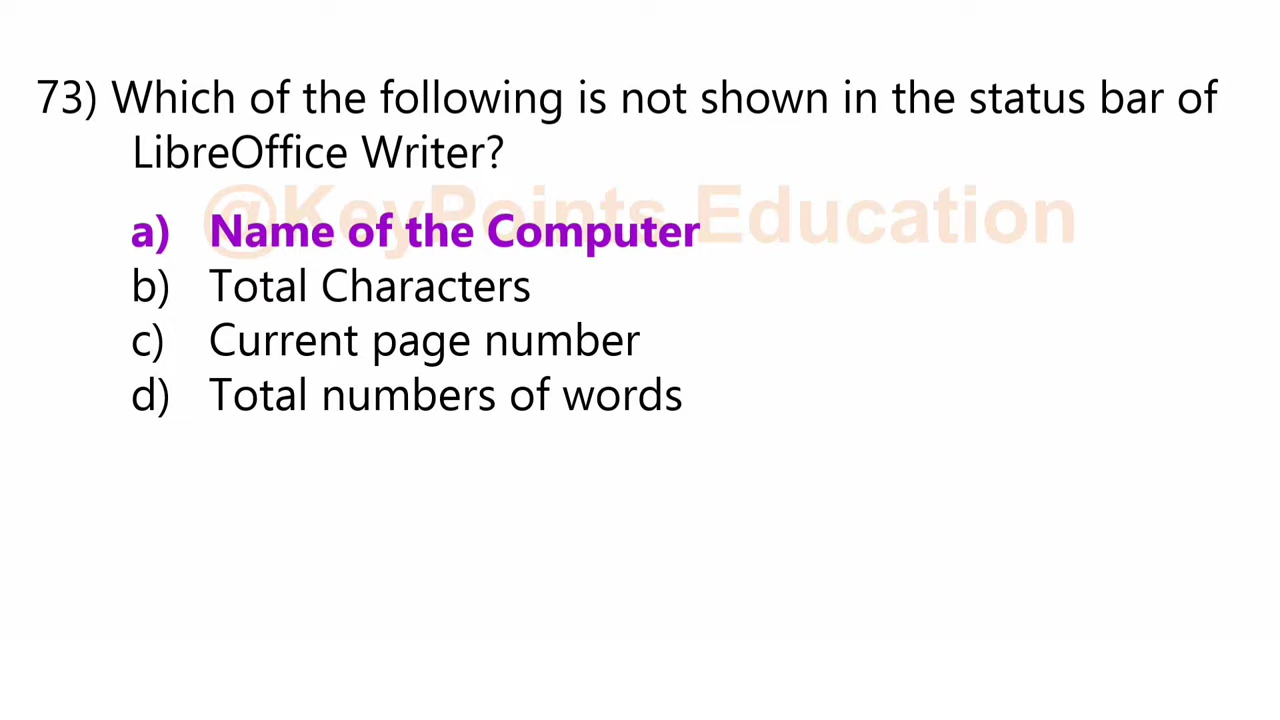 73) Which of the following is not shown in the status bar of
LibreOffice Writer?
@KeyPoints Education
a) Name of the Computer
b) Total Characters
c) Current page number
d) Total numbers of words